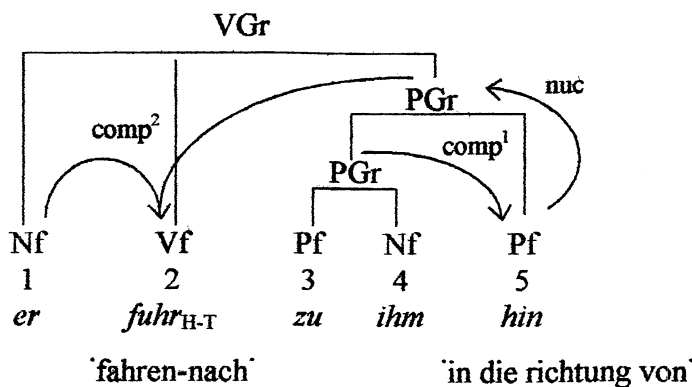 VGr
nuc
PGr
comp²
comp¹
PGr
Nf Vf Pf Nf Pf
1 2 3 4 5
er fuhrH-T zu ihm hin
'fahren-nach' 'in die richtung von'